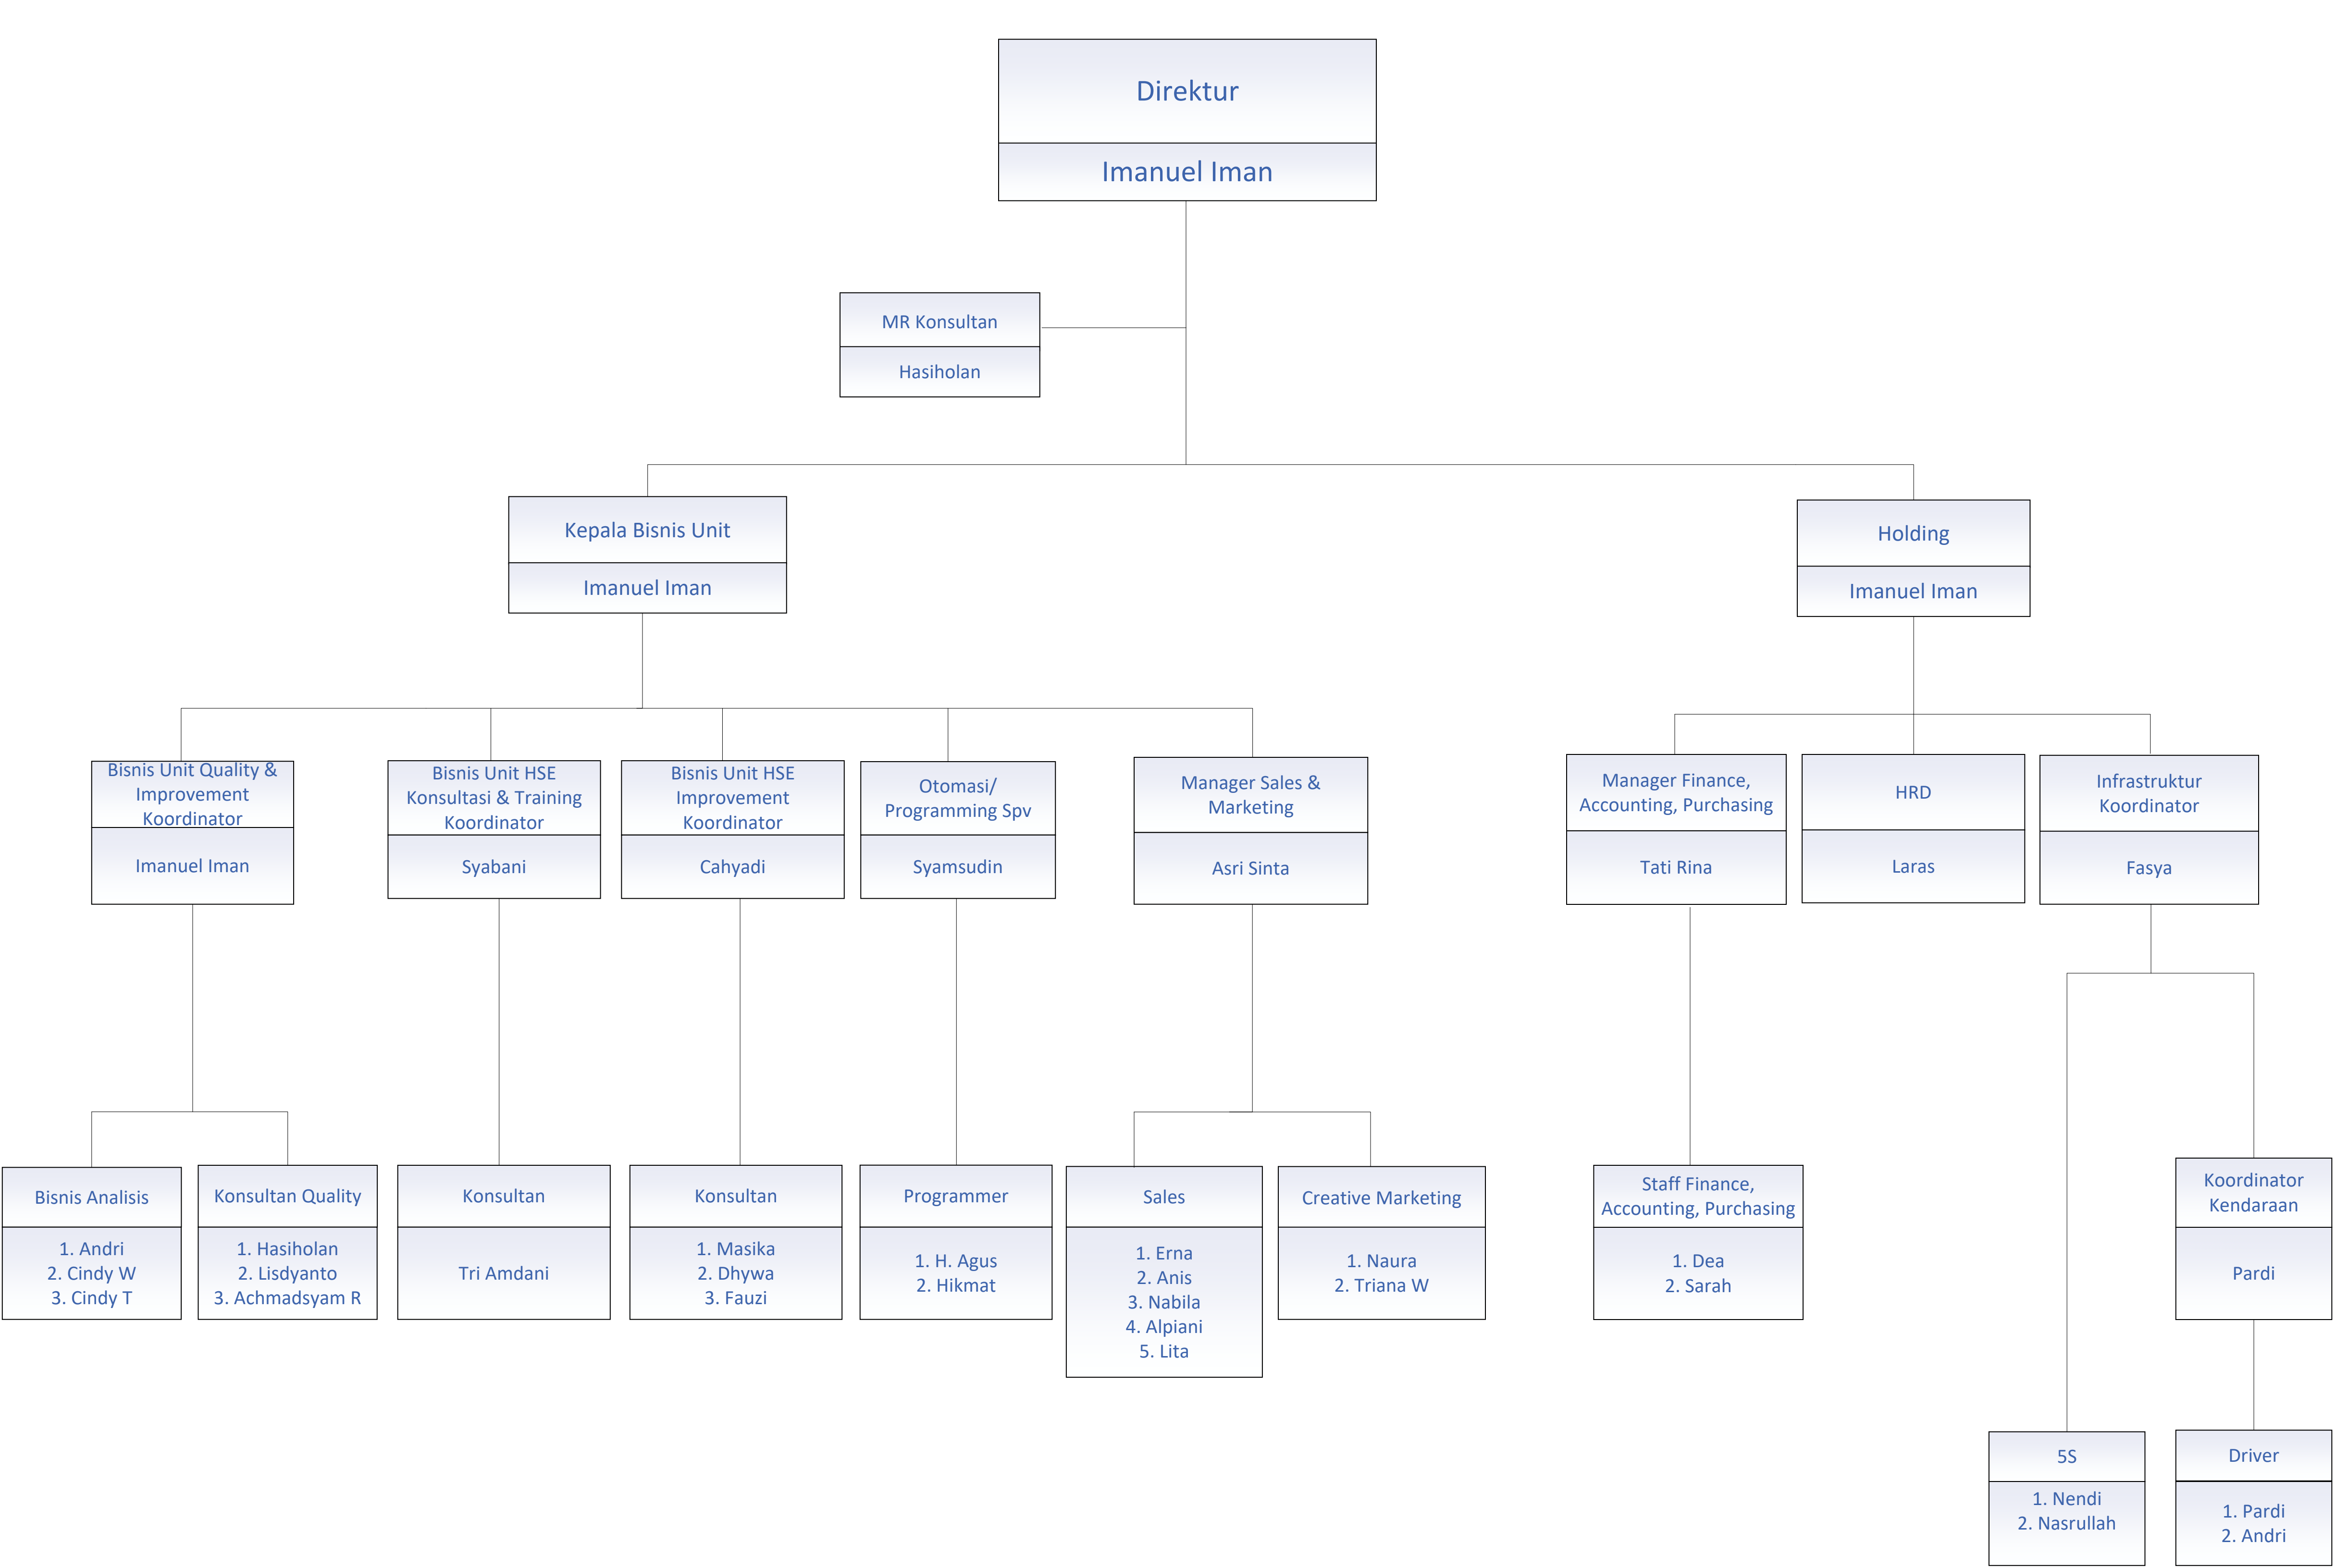 Direktur
Imanuel Iman
MR Konsultan
Hasiholan
Kepala Bisnis Unit
Imanuel Iman
Holding
Imanuel Iman
Bisnis Unit Quality &
Improvement
Koordinator
Imanuel Iman
Bisnis Unit HSE
Konsultasi & Training
Koordinator
Syabani
Bisnis Unit HSE
Improvement
Koordinator
Cahyadi
Otomasi/
Programming Spv
Syamsudin
Manager Sales &
Marketing
Asri Sinta
Manager Finance,
Accounting, Purchasing
Tati Rina
HRD
Laras
Infrastruktur
Koordinator
Fasya
Bisnis Analisis
1. Andri
2. Cindy W
3. Cindy T
Konsultan Quality
1. Hasiholan
2. Lisdyanto
3. Achmadsyam R
Konsultan
Tri Amdani
Konsultan
1. Masika
2. Dhywa
3. Fauzi
Programmer
1. H. Agus
2. Hikmat
Sales
1. Erna
2. Anis
3. Nabila
4. Alpiani
5. Lita
Creative Marketing
1. Naura
2. Triana W
Staff Finance,
Accounting, Purchasing
1. Dea
2. Sarah
Koordinator
Kendaraan
Pardi
5S
1. Nendi
2. Nasrullah
Driver
1. Pardi
2. Andri